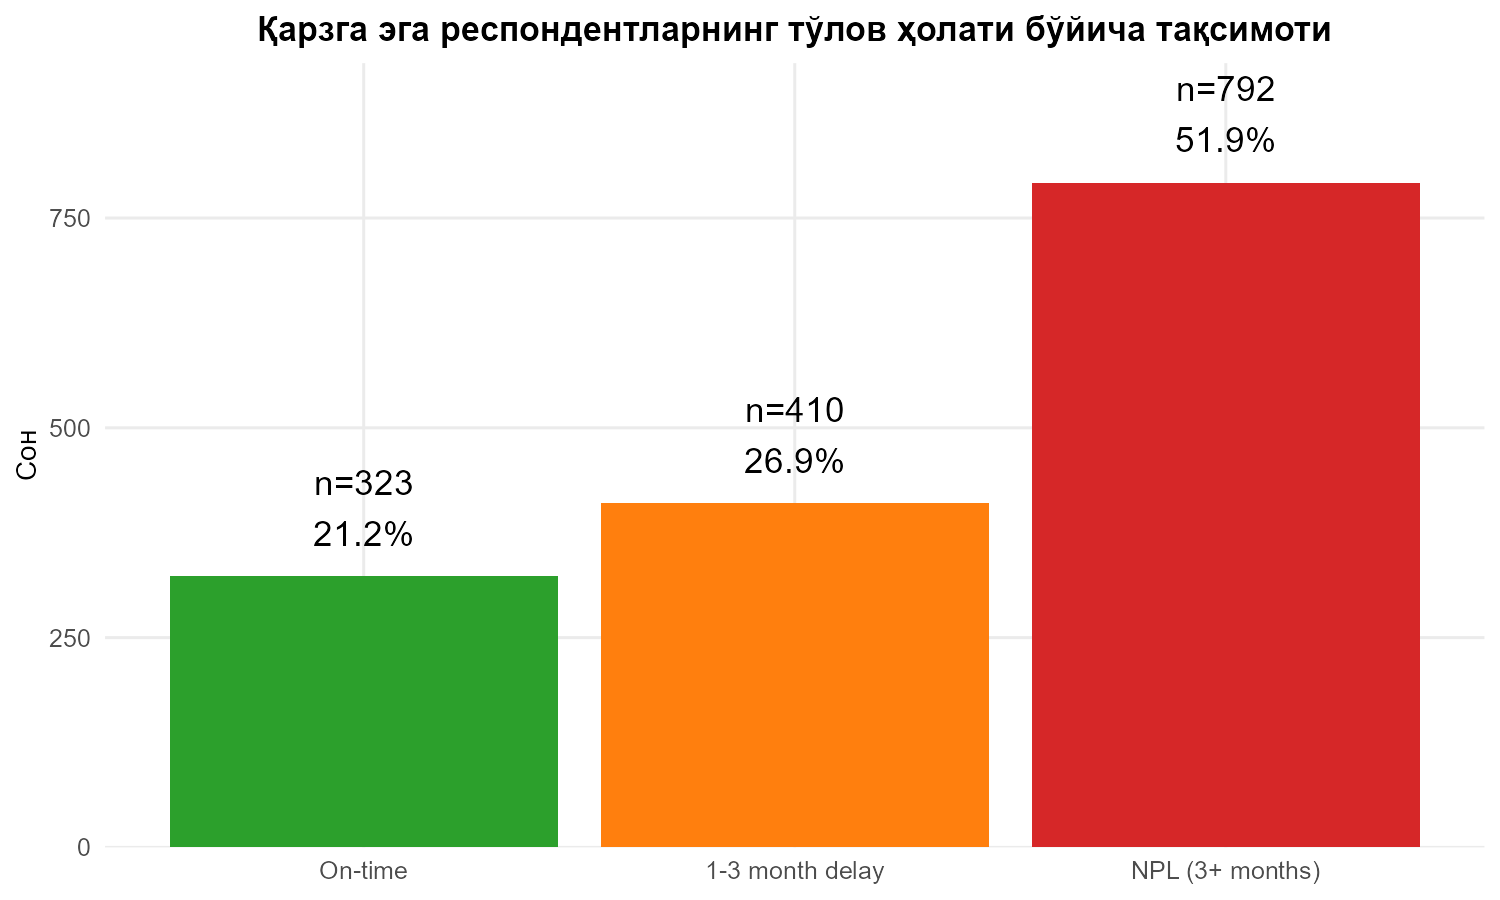 Қарзга эга респондентларнинг тўлов ҳолати бўйича тақсимоти
n=792
51.9%
750
n=410
26.9%
500
Сон
n=323
21.2%
250
0
On-time
1-3 month delay
NPL (3+ months)